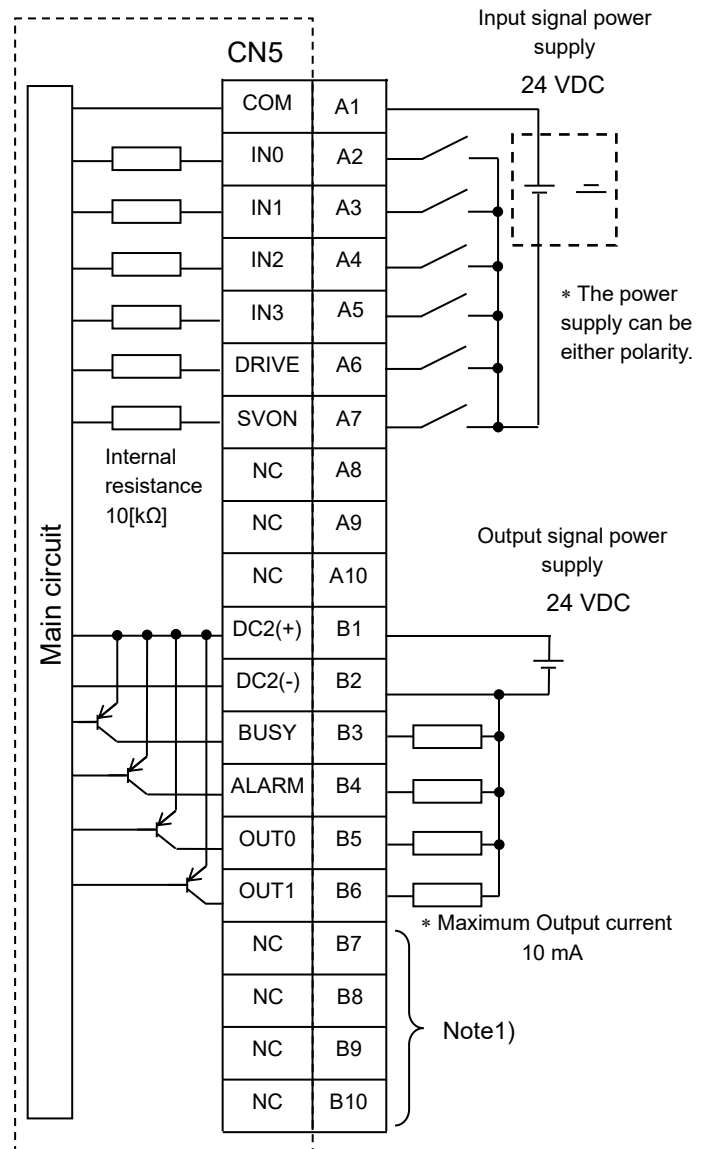 Input signal power
supply
24 VDC
CN5
COM A1
IN0 A2
IN1 A3
IN2 A4
IN3 A5
DRIVE A6
SVON A7
NC A8
NC A9
NC A10
DC2(+) B1
DC2(-) B2
BUSY B3
ALARM B4
OUT0 B5
OUT1 B6
NC B7
NC B8
NC B9
NC B10
* The power
supply can be
either polarity.
Internal
resistance
10[kΩ]
Main circuit
Output signal power
supply
24 VDC
* Maximum Output current
10 mA
Note1)